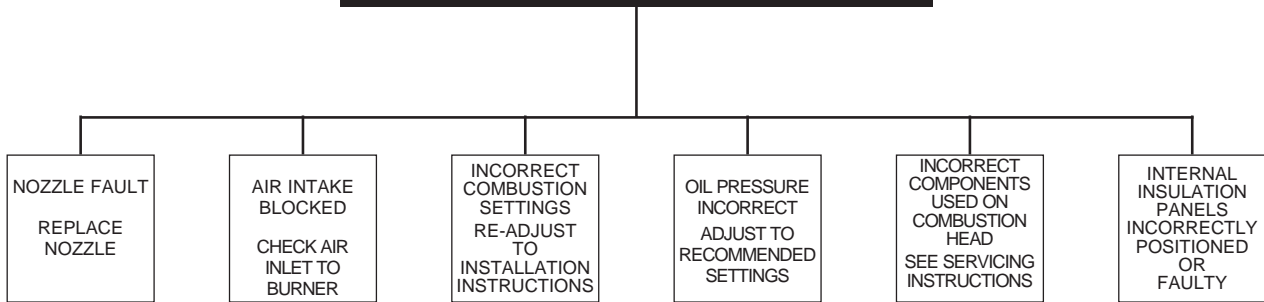 NOZZLE FAULT
REPLACE
NOZZLE
AIR INTAKE
BLOCKED
CHECK AIR
INLET TO
BURNER
INCORRECT
COMBUSTION
SETTINGS
RE-ADJUST
TO
INSTALLATION
INSTRUCTIONS
OIL PRESSURE
INCORRECT
ADJUST TO
RECOMMENDED
SETTINGS
INCORRECT
COMPONENTS
USED ON
COMBUSTION
HEAD
SEE SERVICING
INSTRUCTIONS
INTERNAL
INSULATION
PANELS
INCORRECTLY
POSITIONED
OR
FAULTY